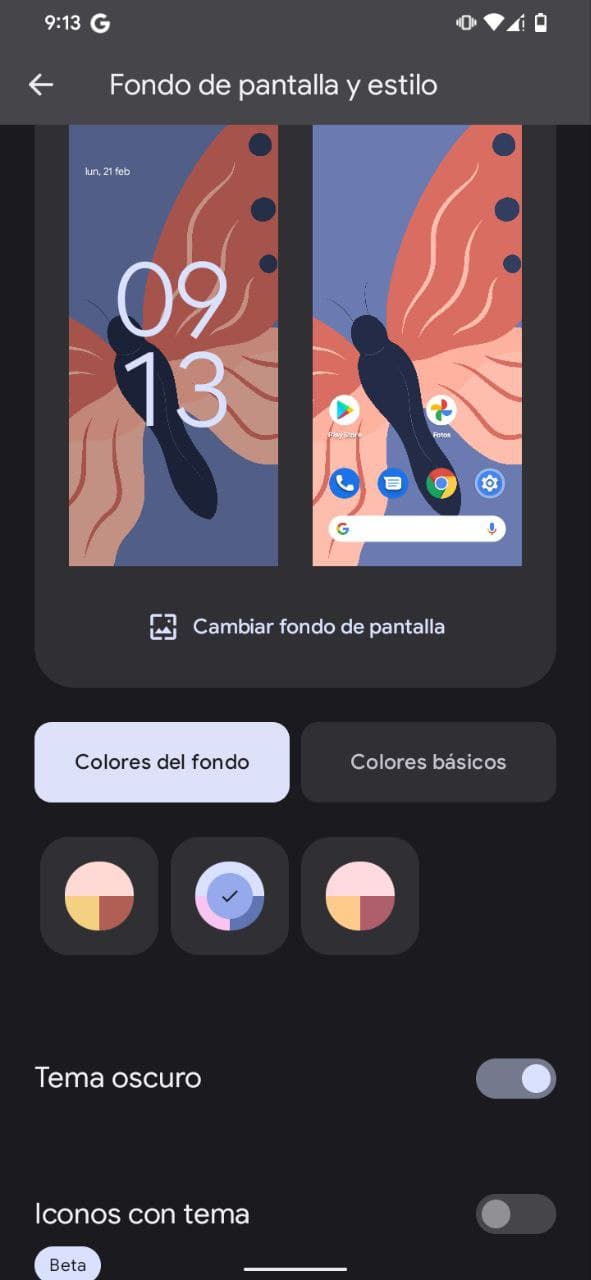 9:13
Fondo de pantalla y estilo
lun, 21 feb
09
13
Play Store
Fotos
Cambiar fondo de pantalla
Colores del fondo
Colores básicos
Tema oscuro
Iconos con tema
Beta